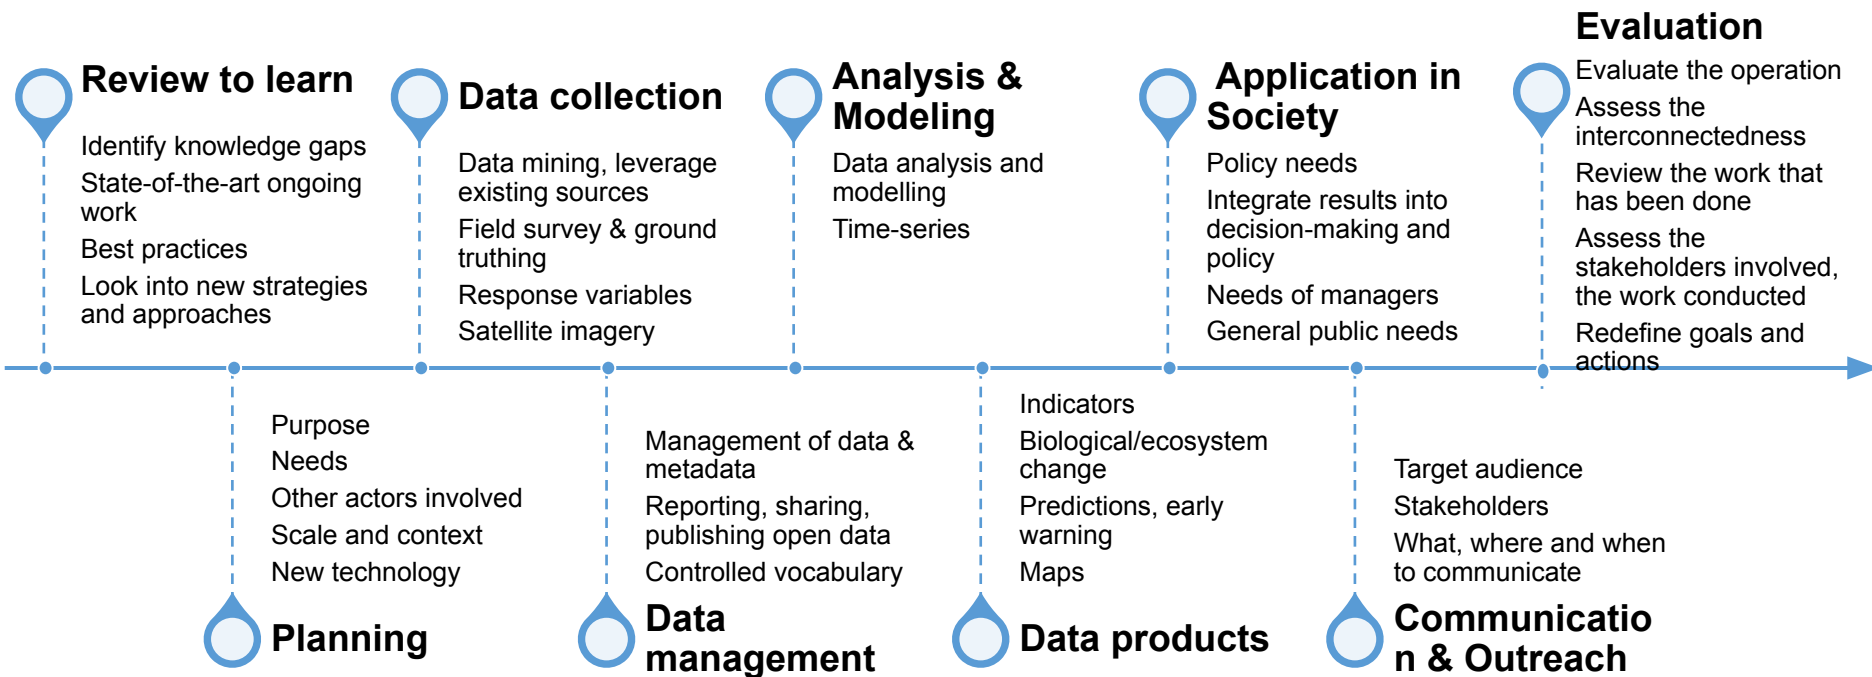 Review to learn
Identify knowledge gaps
State-of-the-art ongoing
work
Best practices
Look into new strategies
and approaches
Purpose
Needs
Other actors involved
Scale and context
New technology
Planning
Data collection
Data mining, leverage
existing sources
Field survey & ground
truthing
Response variables
Satellite imagery
Management of data &
metadata
Reporting, sharing,
publishing open data
Controlled vocabulary
Data
management
Analysis &
Modeling
Data analysis and
modelling
Time-series
Indicators
Biological/ecosystem
change
Predictions, early
warning
Maps
Data products
Application in
Society
Policy needs
Integrate results into
decision-making and
policy
Needs of managers
General public needs
Target audience
Stakeholders
What, where and when
to communicate
Communicatio
n & Outreach
Evaluation
Evaluate the operation
Assess the
interconnectedness
Review the work that
has been done
Assess the
stakeholders involved,
the work conducted
Redefine goals and
actions